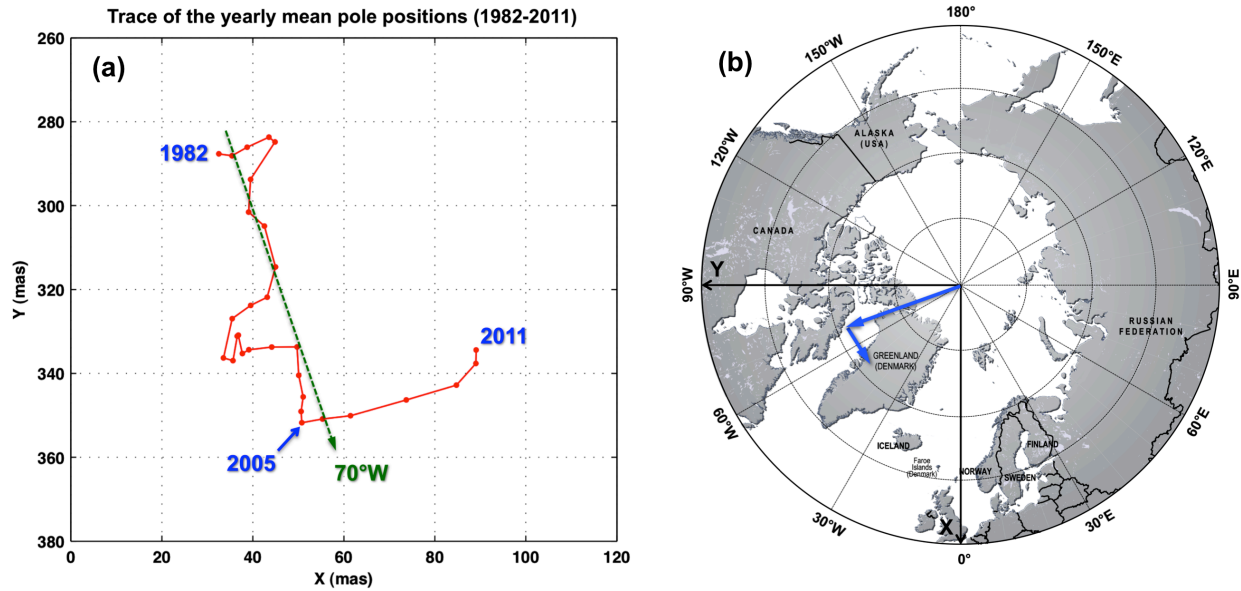 Trace of the yearly mean pole positions (1982-2011)
(a)
260
280
300
320
340
360
380
Y (mas)
0
20
40
60
80
100
120
X (mas)
1982
2011
2005
70°W
(b)
180°
150°W
150°E
120°W
120°E
90°W
90°E
60°W
60°E
30°W
30°E
0°
ALASKA
(USA)
CANADA
Y
RUSSIAN
FEDERATION
GREENLAND
(DENMARK)
ICELAND
Faroe
Islands
(Denmark)
NORWAY
SWEDEN
FINLAND
X